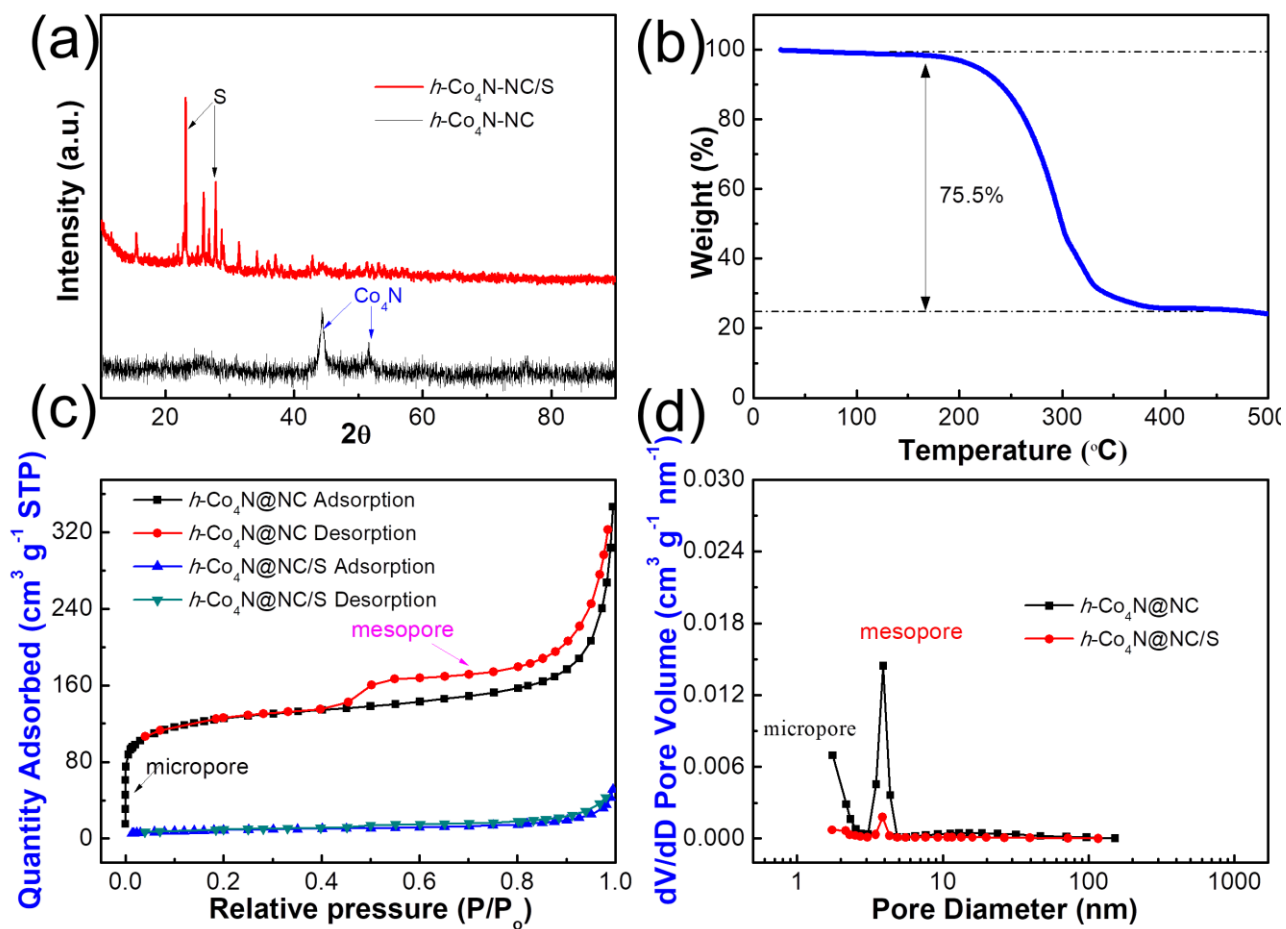 (a)
Intensity (a.u.)
S
h-Co₄N-NC/S
h-Co₄N-NC
Co₄N
20 40 60 80
2θ
(b)
Weight (%)
100
80
60
40
20
0
75.5%
0 100 200 300 400 500
Temperature (°C)
(c)
Quantity Adsorbed (cm³ g⁻¹ STP)
360
240
160
80
0
h-Co₄N@NC Adsorption
h-Co₄N@NC Desorption
h-Co₄N@NC/S Adsorption
h-Co₄N@NC/S Desorption
mesopore
micropore
0.0 0.2 0.4 0.6 0.8 1.0
Relative pressure (P/Pₒ)
(d)
dV/dD Pore Volume (cm³ g⁻¹ nm⁻¹)
0.030
0.024
0.018
0.012
0.006
0.000
h-Co₄N@NC
h-Co₄N@NC/S
mesopore
micropore
1 10 100 1000
Pore Diameter (nm)